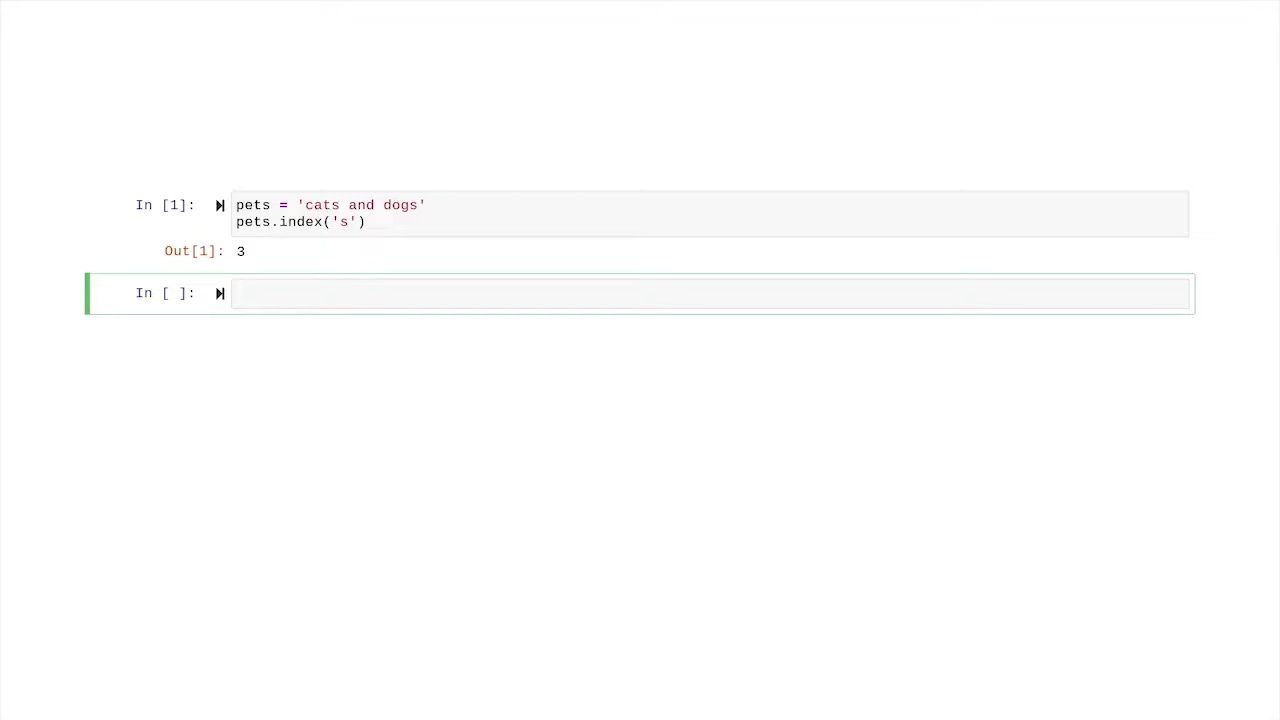 In [1]: pets = 'cats and dogs'
pets.index('s')
Out[1]: 3
In [ ]: